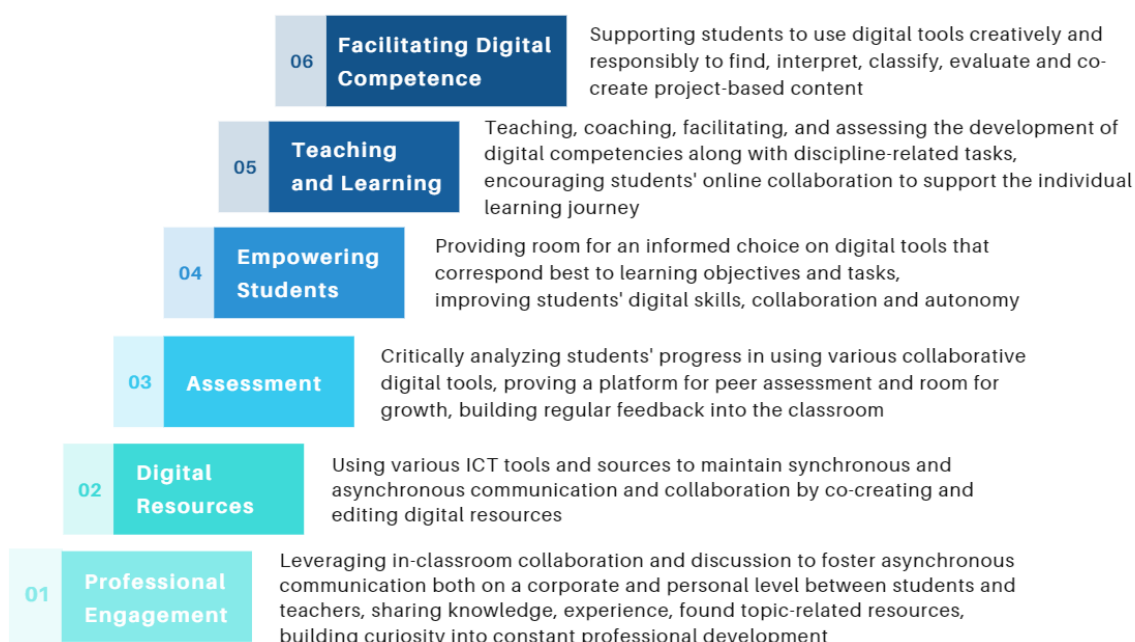 06
Facilitating Digital
Competence
Supporting students to use digital tools creatively and
responsibly to find, interpret, classify, evaluate and co-
create project-based content
05
Teaching
and Learning
Teaching, coaching, facilitating, and assessing the development of
digital competencies along with discipline-related tasks,
encouraging students' online collaboration to support the individual
learning journey
04
Empowering
Students
Providing room for an informed choice on digital tools that
correspond best to learning objectives and tasks,
improving students' digital skills, collaboration and autonomy
03
Assessment
Critically analyzing students' progress in using various collaborative
digital tools, proving a platform for peer assessment and room for
growth, building regular feedback into the classroom
02
Digital
Resources
Using various ICT tools and sources to maintain synchronous and
asynchronous communication and collaboration by co-creating and
editing digital resources
01
Professional
Engagement
Leveraging in-classroom collaboration and discussion to foster asynchronous
communication both on a corporate and personal level between students and
teachers, sharing knowledge, experience, found topic-related resources,
building curiosity into constant professional development